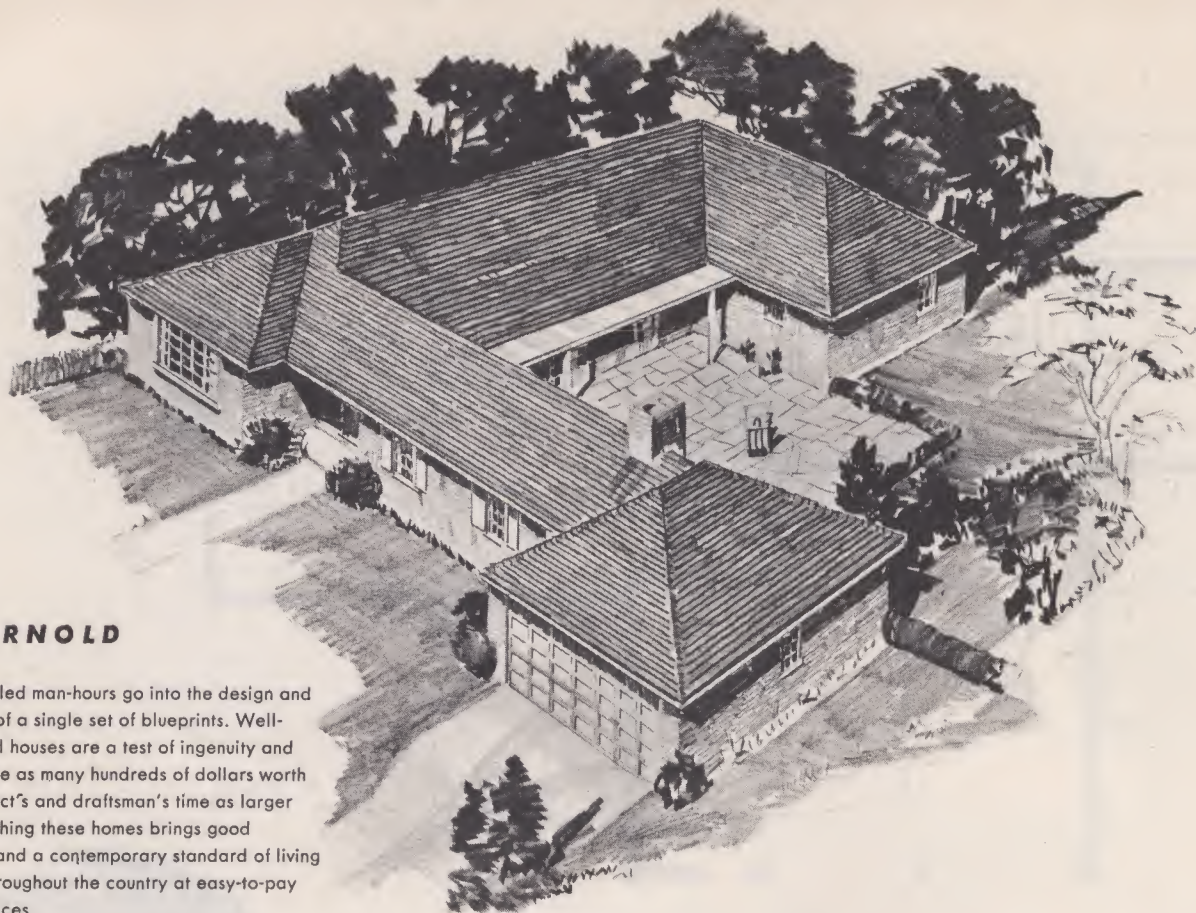 RNOLD
led man-hours go into the design and
of a single set of blueprints. Well-
l houses are a test of ingenuity and
e as many hundreds of dollars worth
ct's and draftsman's time as larger
hing these homes brings good
and a contemporary standard of living
roughout the country at easy-to-pay
ces.